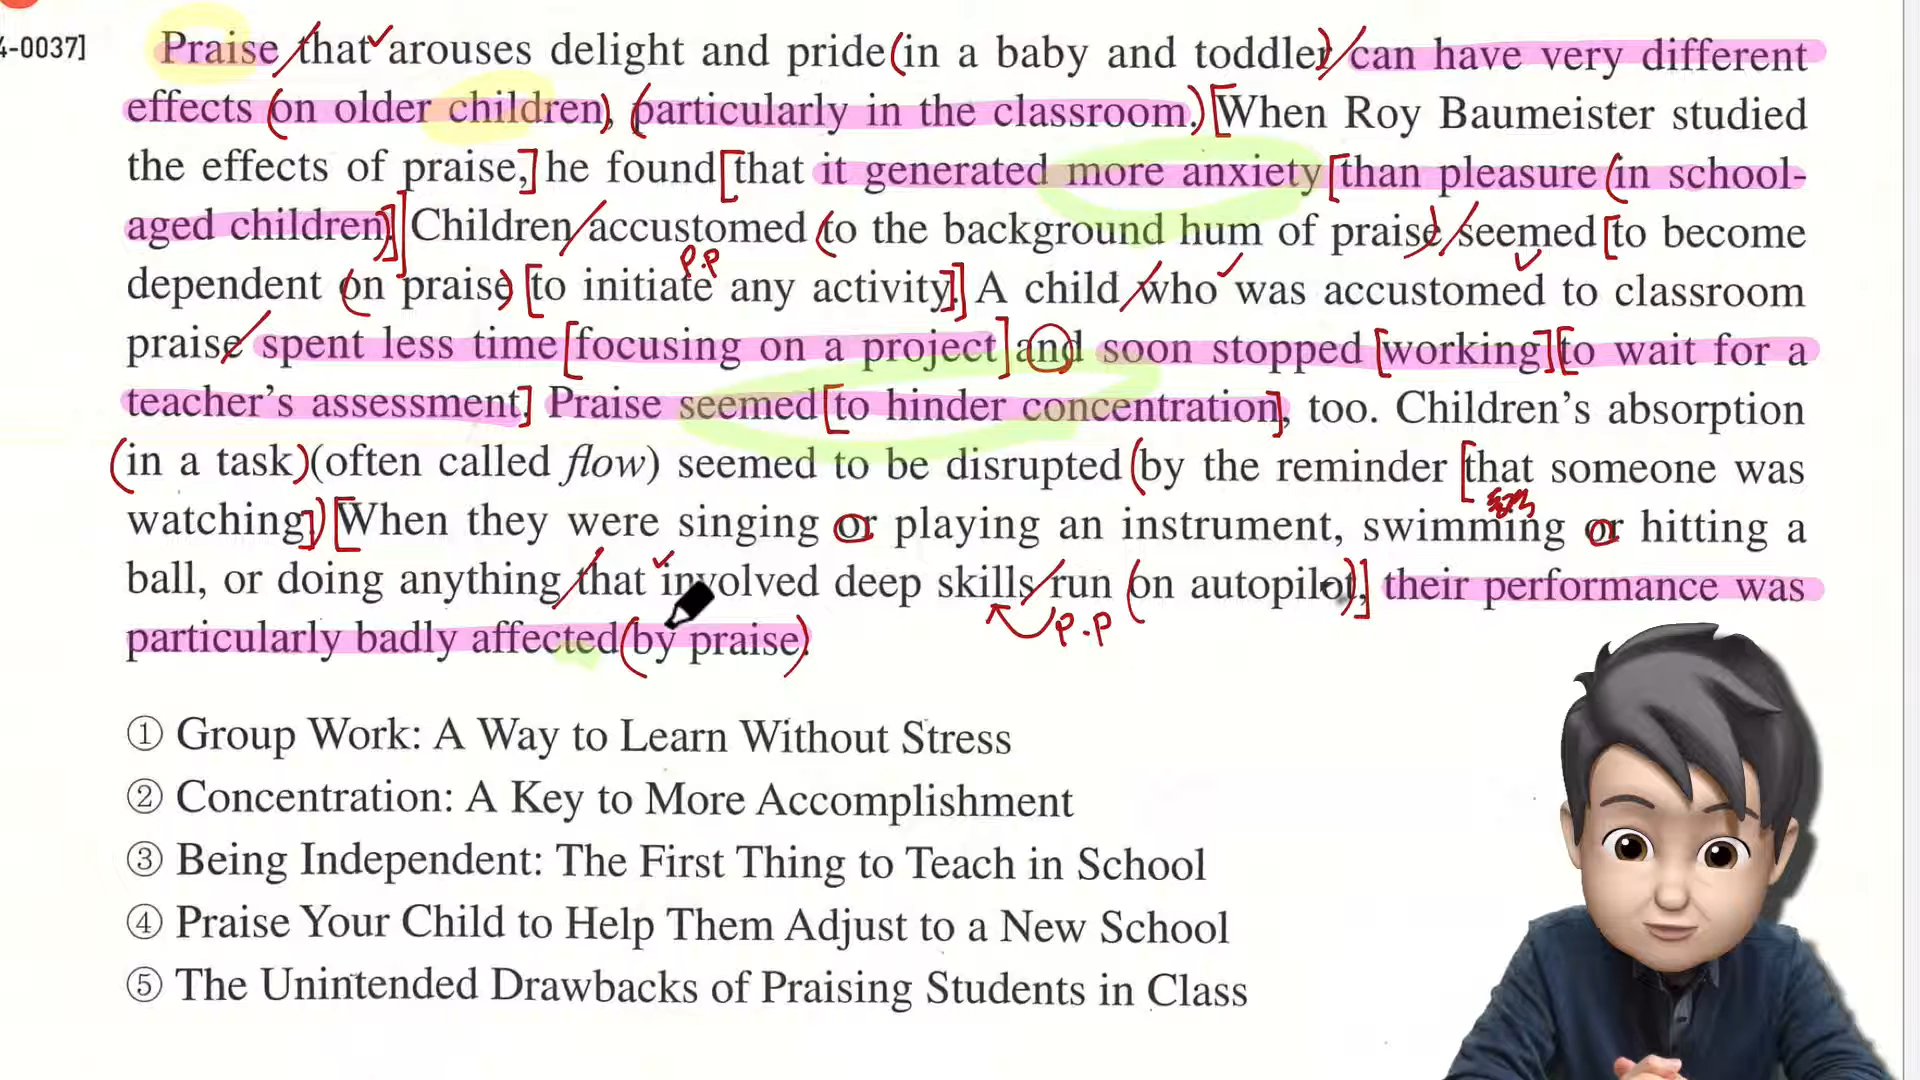 4-0037]
Praise that arouses delight and pride (in a baby and toddler) can have very different
effects (on older children), (particularly in the classroom.) [When Roy Baumeister studied
the effects of praise,] he found [that it generated more anxiety [than pleasure (in school-
aged children)]. Children accustomed (to the background hum of praise) seemed [to become
p.p
dependent (on praise) [to initiate any activity]]. A child who was accustomed to classroom
praise spent less time [focusing on a project] and soon stopped [working] [to wait for a
teacher's assessment]. Praise seemed [to hinder concentration], too. Children's absorption
(in a task) (often called flow) seemed to be disrupted (by the reminder [that someone was
watching]). [When they were singing or playing an instrument, swimming or hitting a
ball, or doing anything that involved deep skills run (on autopilot),] their performance was
p.p
particularly badly affected (by praise).
① Group Work: A Way to Learn Without Stress
② Concentration: A Key to More Accomplishment
③ Being Independent: The First Thing to Teach in School
④ Praise Your Child to Help Them Adjust to a New School
⑤ The Unintended Drawbacks of Praising Students in Class